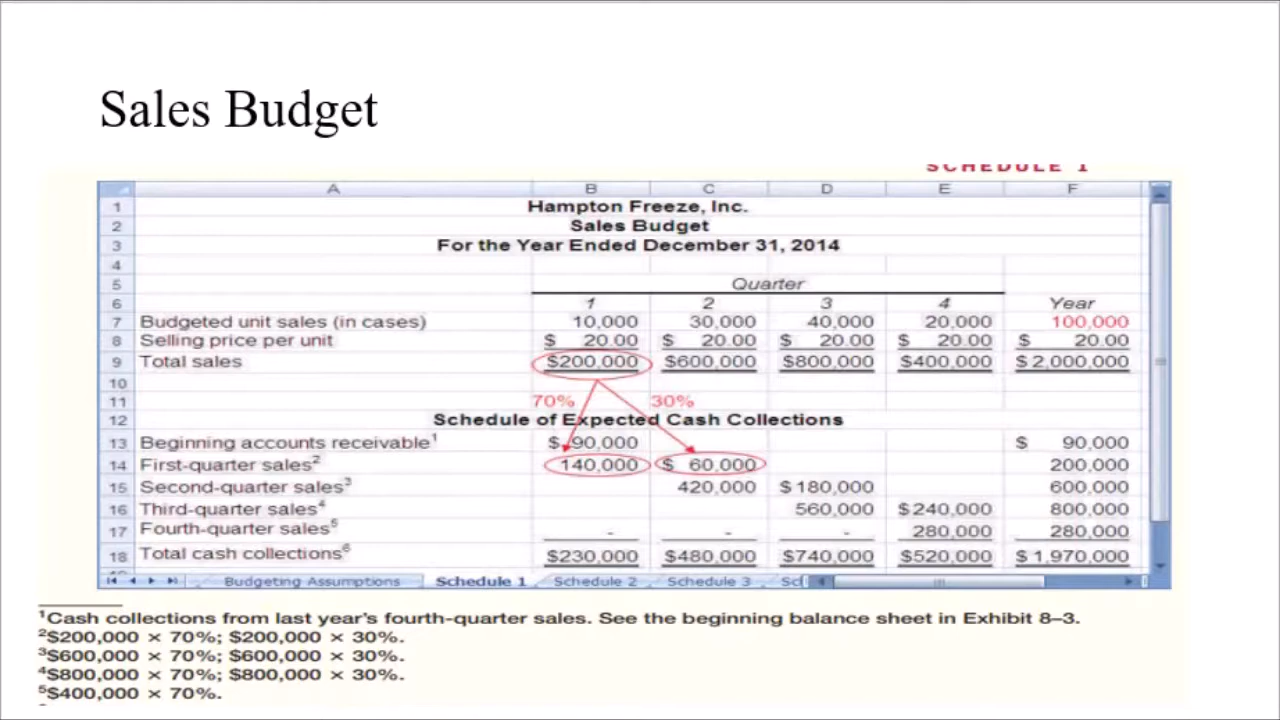 Sales Budget
SCHEDULE 1
A B C D E F
1 Hampton Freeze, Inc.
2 Sales Budget
3 For the Year Ended December 31, 2014
4
5 Quarter
6 1 2 3 4 Year
7 Budgeted unit sales (in cases) 10,000 30,000 40,000 20,000 100,000
8 Selling price per unit $ 20.00 $ 20.00 $ 20.00 $ 20.00 $ 20.00
9 Total sales $200,000 $600,000 $800,000 $400,000 $2,000,000
10
11 70% 30%
12 Schedule of Expected Cash Collections
13 Beginning accounts receivable¹ $ 90,000 $ 90,000
14 First-quarter sales² 140,000 $ 60,000 200,000
15 Second-quarter sales³ 420,000 $180,000 600,000
16 Third-quarter sales⁴ 560,000 $240,000 800,000
17 Fourth-quarter sales⁵ - - - 280,000 280,000
18 Total cash collections⁶ $230,000 $480,000 $740,000 $520,000 $1,970,000
Budgeting Assumptions Schedule 1 Schedule 2 Schedule 3
¹Cash collections from last year's fourth-quarter sales. See the beginning balance sheet in Exhibit 8–3.
²$200,000 × 70%; $200,000 × 30%.
³$600,000 × 70%; $600,000 × 30%.
⁴$800,000 × 70%; $800,000 × 30%.
⁵$400,000 × 70%.